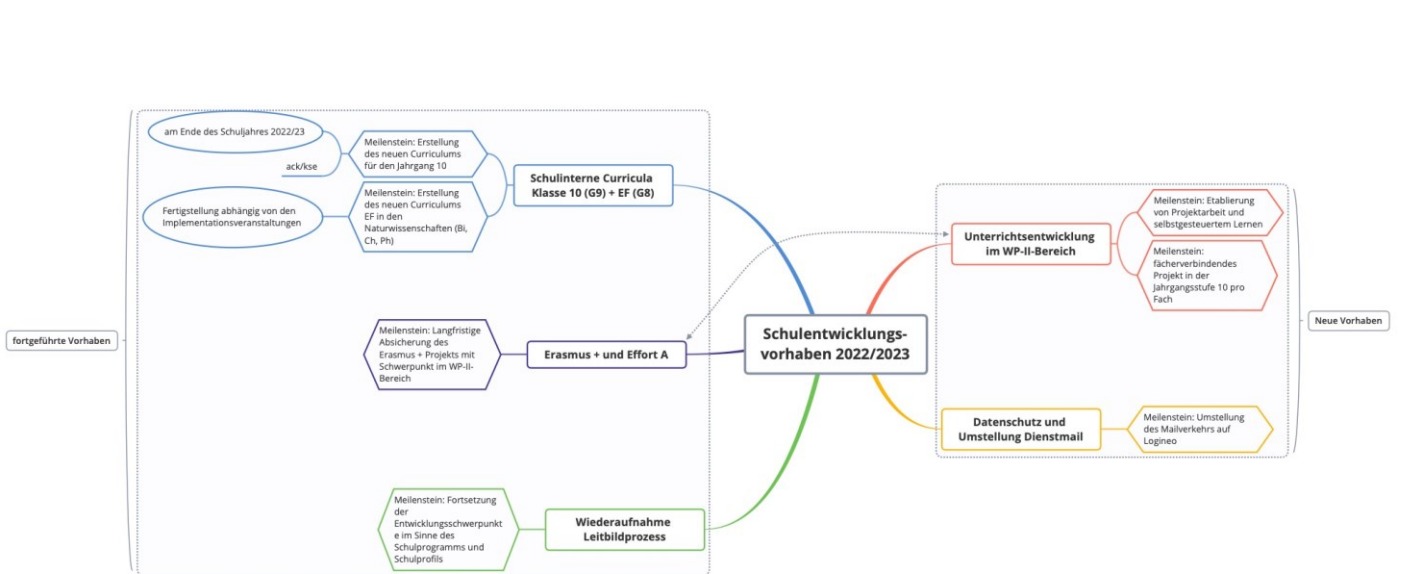 am Ende des Schuljahres 2022/23
ack/kse
Meilenstein: Erstellung
des neuen Curriculums
für den Jahrgang 10
Fertigstellung abhängig von den
Implementationsveranstaltungen
Meilenstein: Erstellung
des neuen Curriculums
EF in den
Naturwissenschaften (Bi,
Ch, Ph)
Schulinterne Curricula
Klasse 10 (G9) + EF (G8)
fortgeführte Vorhaben
Meilenstein: Langfristige
Absicherung des
Erasmus + Projekts mit
Schwerpunkt im WP-II-
Bereich
Erasmus + und Effort A
Meilenstein: Fortsetzung
der
Entwicklungsschwerpunkt
e im Sinne des
Schulprogramms und
Schulprofils
Wiederaufnahme
Leitbildprozess
Schulentwicklungs-
vorhaben 2022/2023
Unterrichtsentwicklung
im WP-II-Bereich
Meilenstein: Etablierung
von Projektarbeit und
selbstgesteuertem Lernen
Meilenstein:
fächerverbindendes
Projekt in der
Jahrgangsstufe 10 pro
Fach
Neue Vorhaben
Datenschutz und
Umstellung Dienstmail
Meilenstein: Umstellung
des Mailverkehrs auf
Logineo